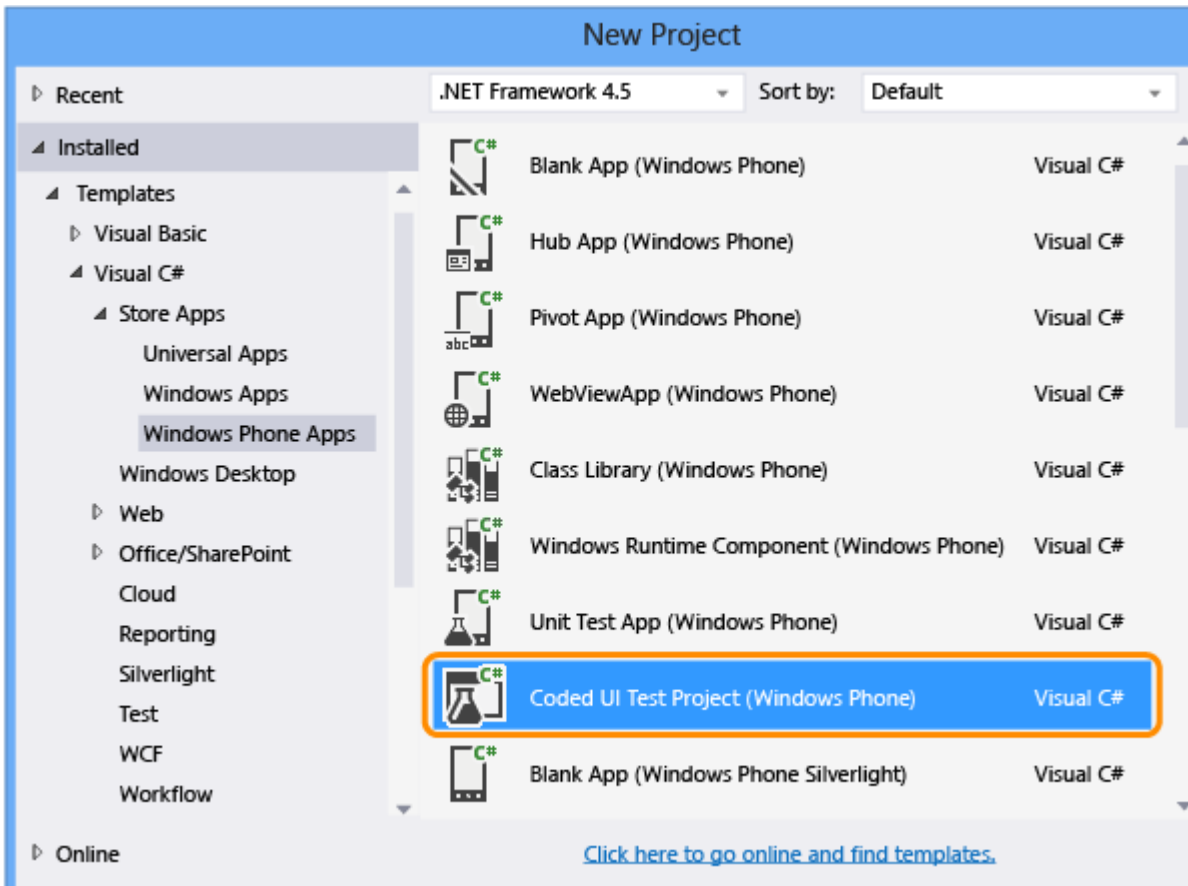 New Project
Recent
.NET Framework 4.5 Sort by: Default
Installed
Templates
Visual Basic
Visual C#
Store Apps
Universal Apps
Windows Apps
Windows Phone Apps
Windows Desktop
Web
Office/SharePoint
Cloud
Reporting
Silverlight
Test
WCF
Workflow
Online
C# Blank App (Windows Phone) Visual C#
C# Hub App (Windows Phone) Visual C#
C# abc Pivot App (Windows Phone) Visual C#
C# WebViewApp (Windows Phone) Visual C#
C# Class Library (Windows Phone) Visual C#
C# Windows Runtime Component (Windows Phone) Visual C#
C# Unit Test App (Windows Phone) Visual C#
C# Coded UI Test Project (Windows Phone) Visual C#
C# Blank App (Windows Phone Silverlight) Visual C#
Click here to go online and find templates.